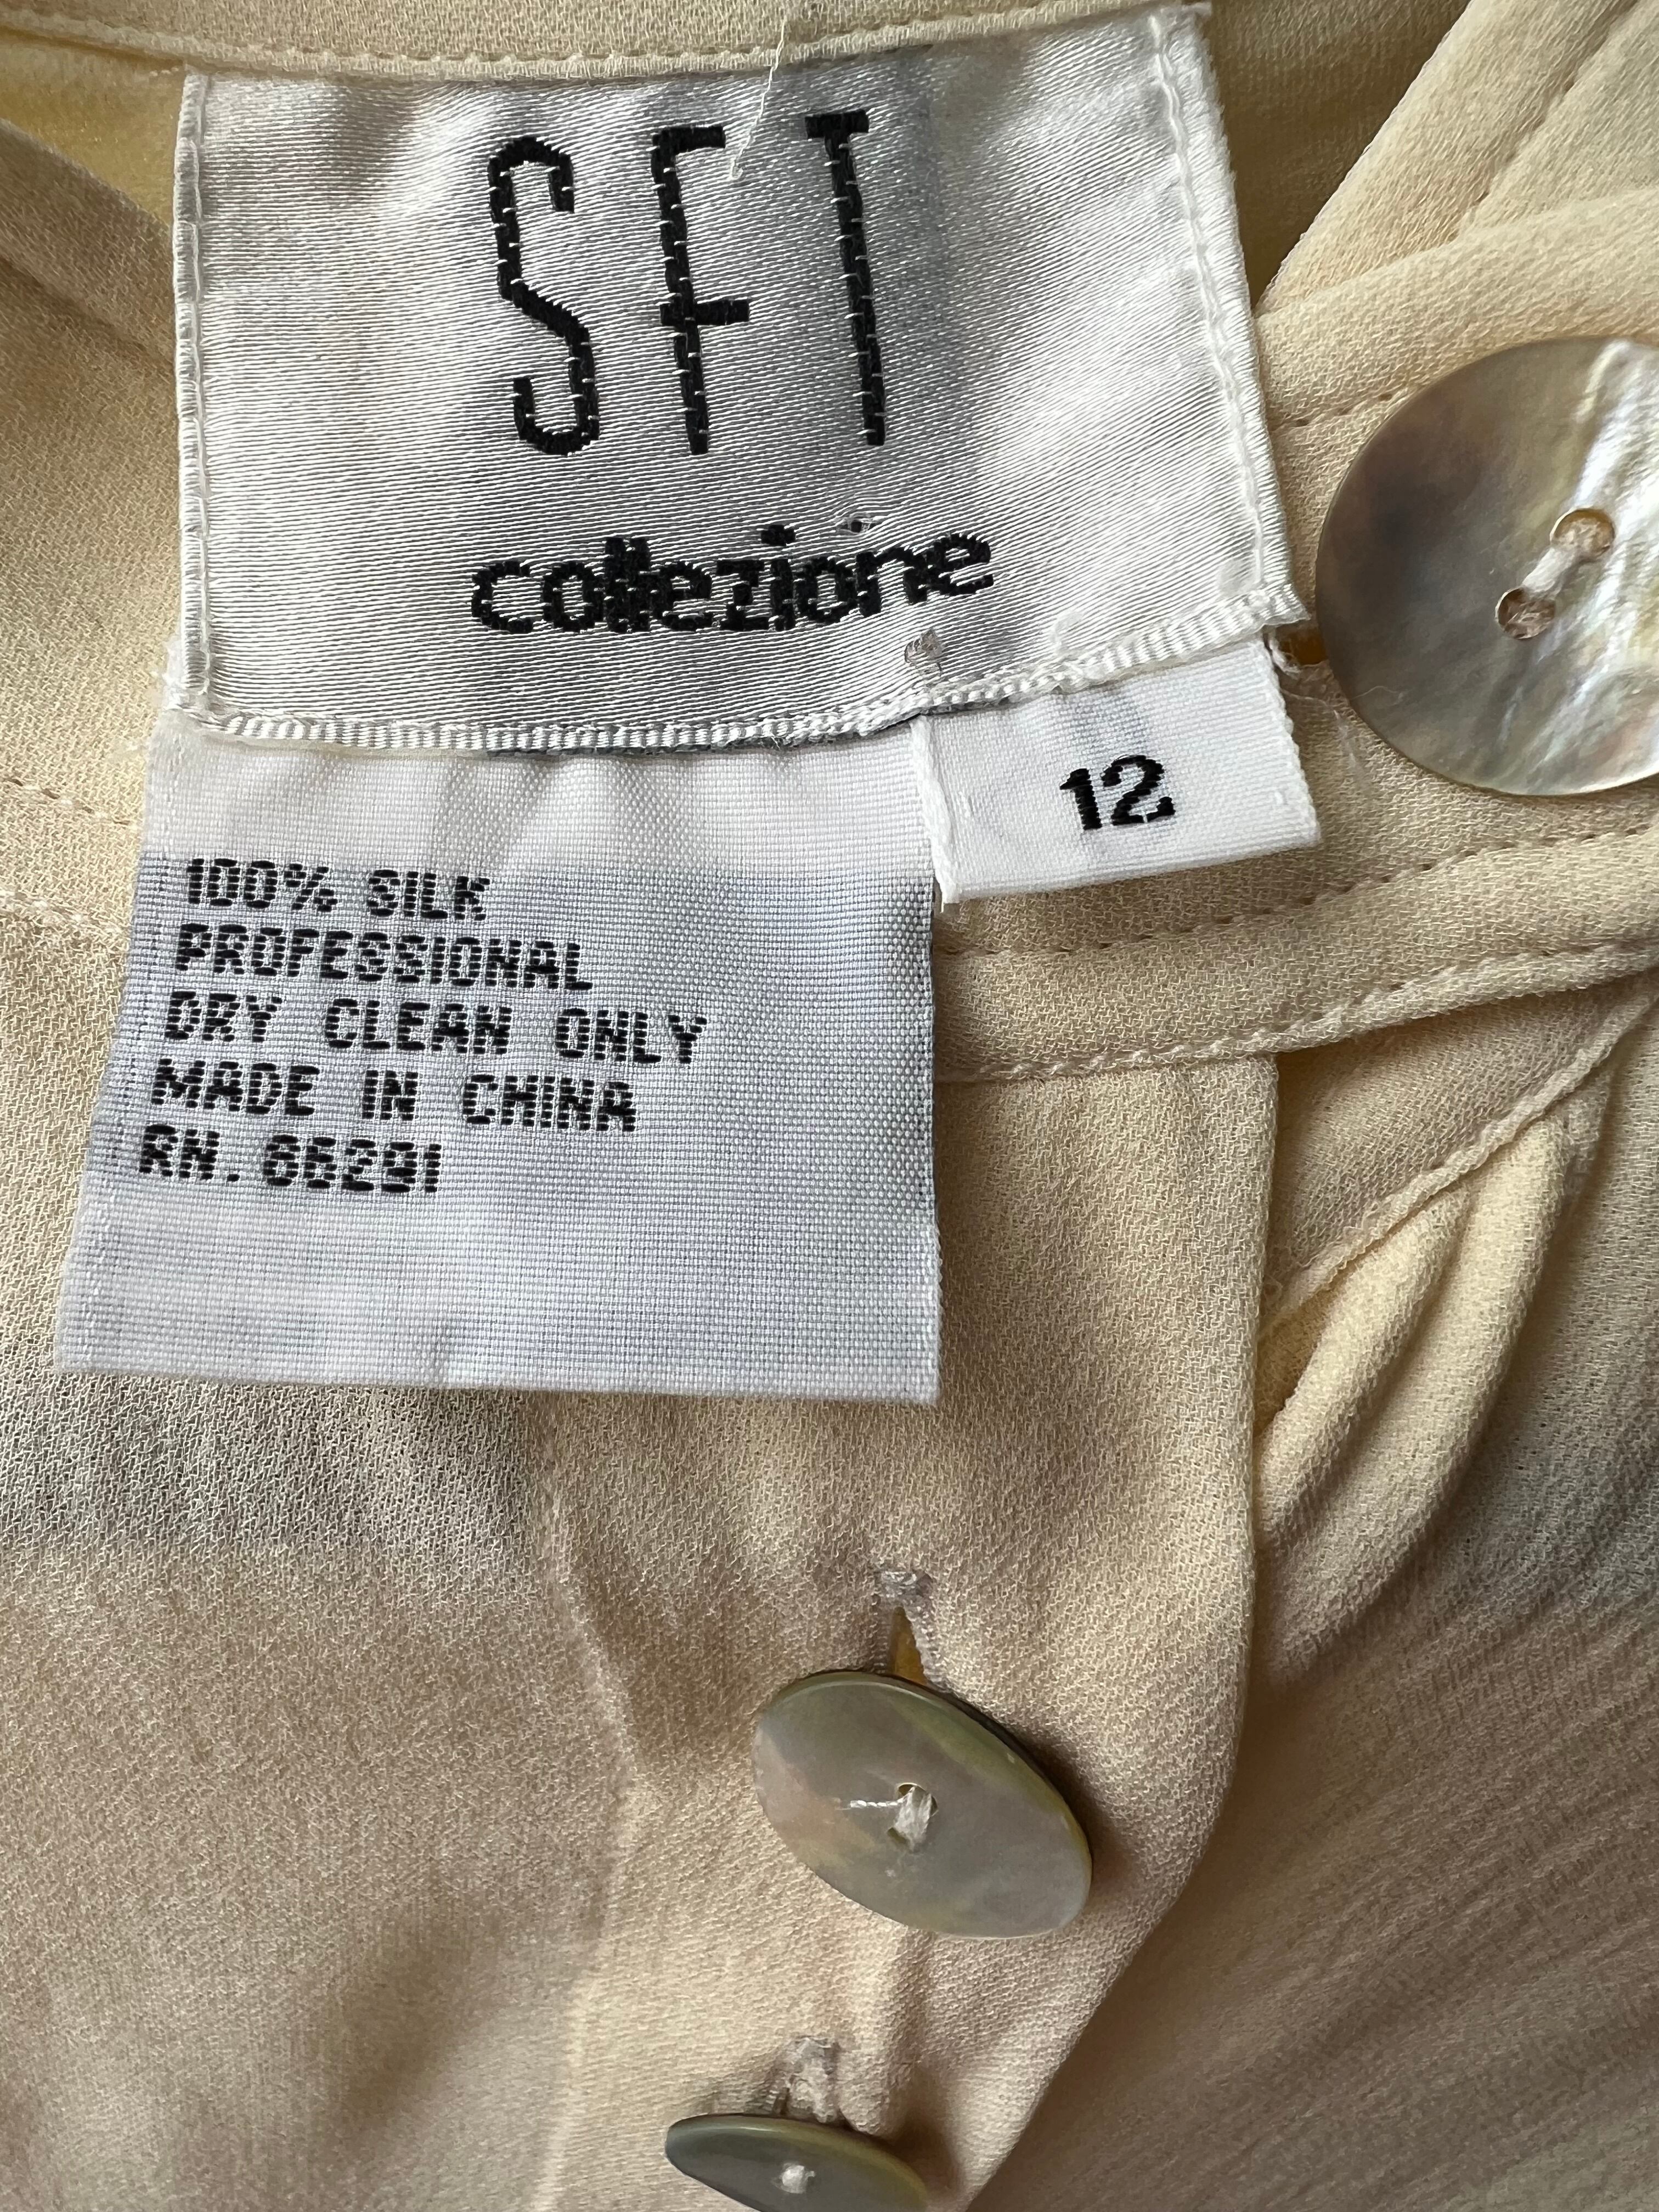 SFT
collezione
12
100% SILK
PROFESSIONAL
DRY CLEAN ONLY
MADE IN CHINA
RN. 66291